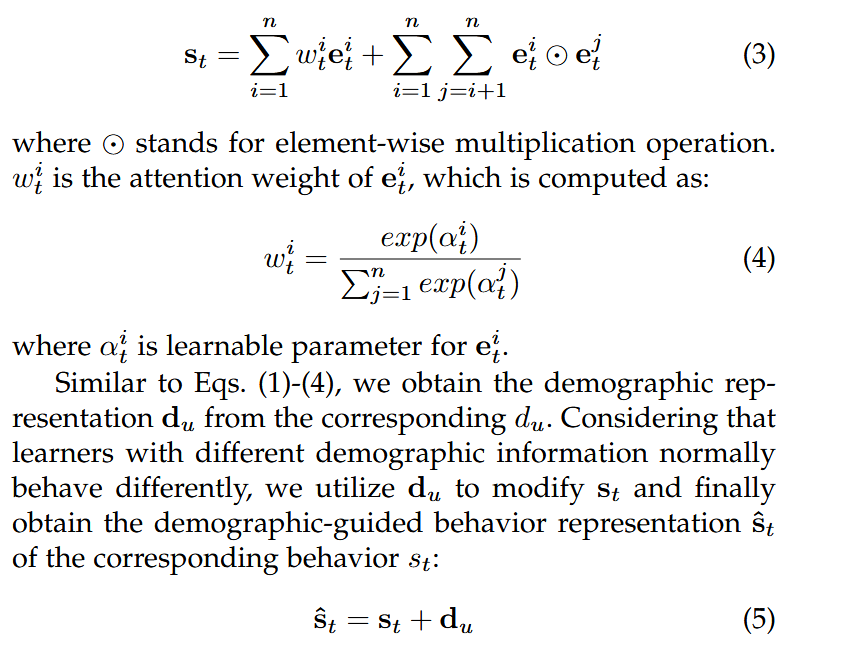 $$\mathbf{s}_t = \sum_{i=1}^{n} w_t^i \mathbf{e}_t^i + \sum_{i=1}^{n} \sum_{j=i+1}^{n} \mathbf{e}_t^i \odot \mathbf{e}_t^j \quad (3)$$
where $\odot$ stands for element-wise multiplication operation.
$w_t^i$ is the attention weight of $\mathbf{e}_t^i$, which is computed as:
$$w_t^i = \frac{exp(\alpha_t^i)}{\sum_{j=1}^{n} exp(\alpha_t^j)} \quad (4)$$
where $\alpha_t^i$ is learnable parameter for $\mathbf{e}_t^i$.
Similar to Eqs. (1)-(4), we obtain the demographic rep-
resentation $\mathbf{d}_u$ from the corresponding $d_u$. Considering that
learners with different demographic information normally
behave differently, we utilize $\mathbf{d}_u$ to modify $\mathbf{s}_t$ and finally
obtain the demographic-guided behavior representation $\hat{\mathbf{s}}_t$
of the corresponding behavior $s_t$:
$$\hat{\mathbf{s}}_t = \mathbf{s}_t + \mathbf{d}_u \quad (5)$$